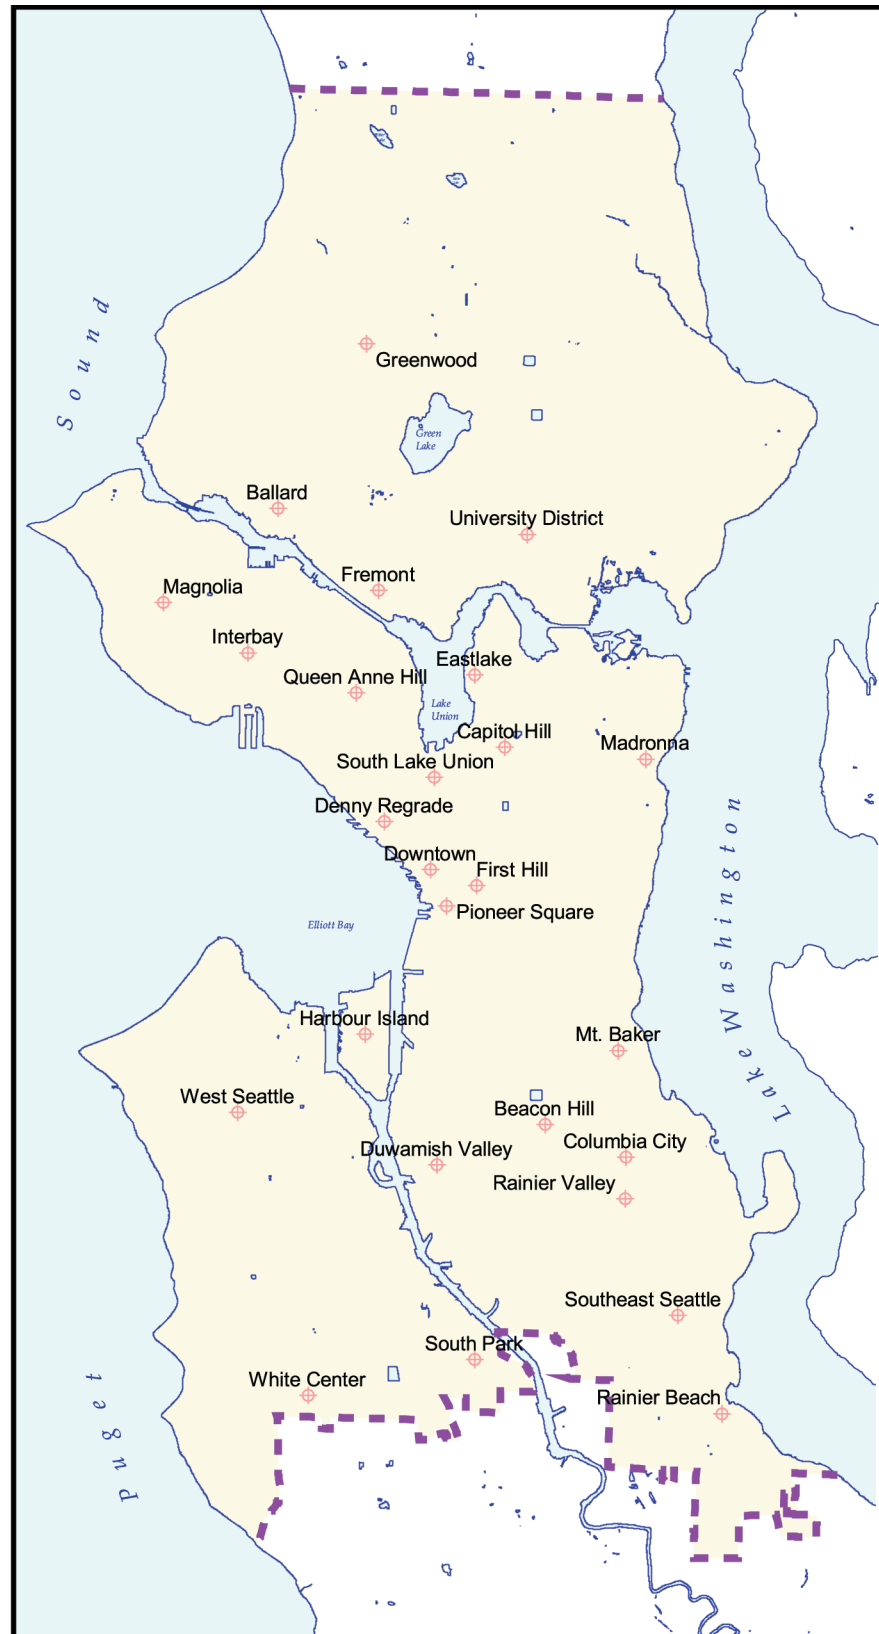 Sound
Greenwood
Green
Lake
Ballard
University District
Fremont
Magnolia
Interbay
Eastlake
Queen Anne Hill
Lake
Union
Capitol Hill
Madronna
South Lake Union
Denny Regrade
Downtown
First Hill
Pioneer Square
Elliott Bay
Lake Washington
Harbour Island
Mt. Baker
West Seattle
Beacon Hill
Columbia City
Duwamish Valley
Rainier Valley
Southeast Seattle
South Park
White Center
Rainier Beach
Puget